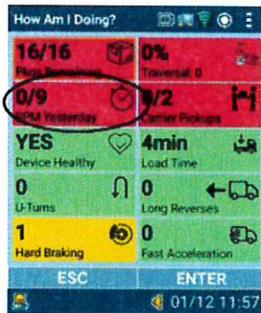 How Am I Doing?
16/16
Pkgs Remaining
0%
Traversal: 0
0/9
RPM Yesterday
0/2
Carrier Pickups
YES
Device Healthy
4min
Load Time
0
U-Turns
0
Long Reverses
1
Hard Braking
0
Fast Acceleration
ESC
ENTER
01/12 11:57